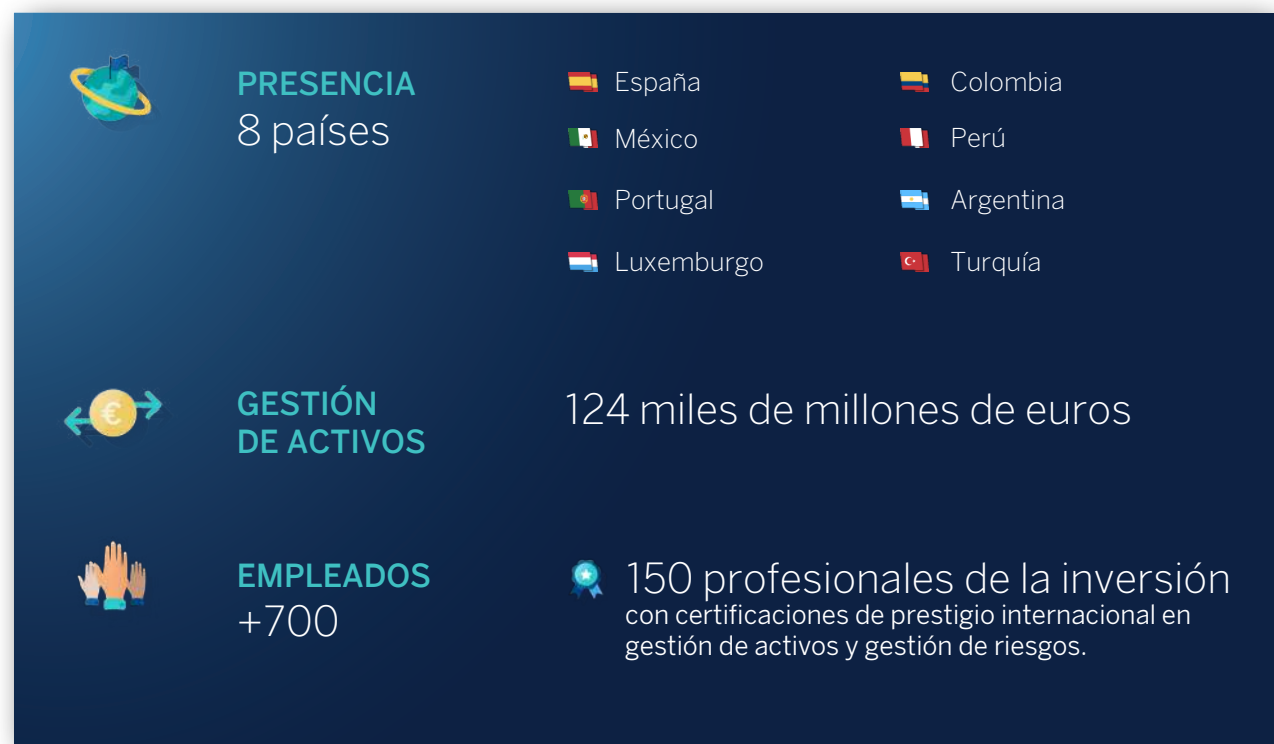 PRESENCIA
8 países
España
Colombia
México
Perú
Portugal
Argentina
Luxemburgo
Turquía
GESTIÓN
DE ACTIVOS
€
124 miles de millones de euros
EMPLEADOS
+700
150 profesionales de la inversión
con certificaciones de prestigio internacional en
gestión de activos y gestión de riesgos.